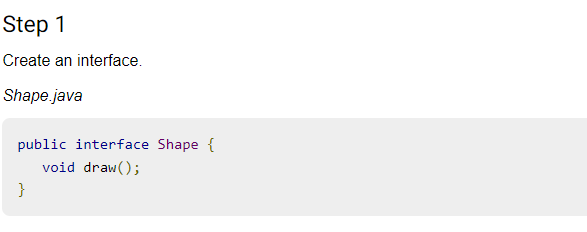 Step 1
Create an interface.
Shape.java
public interface Shape {
   void draw();
}